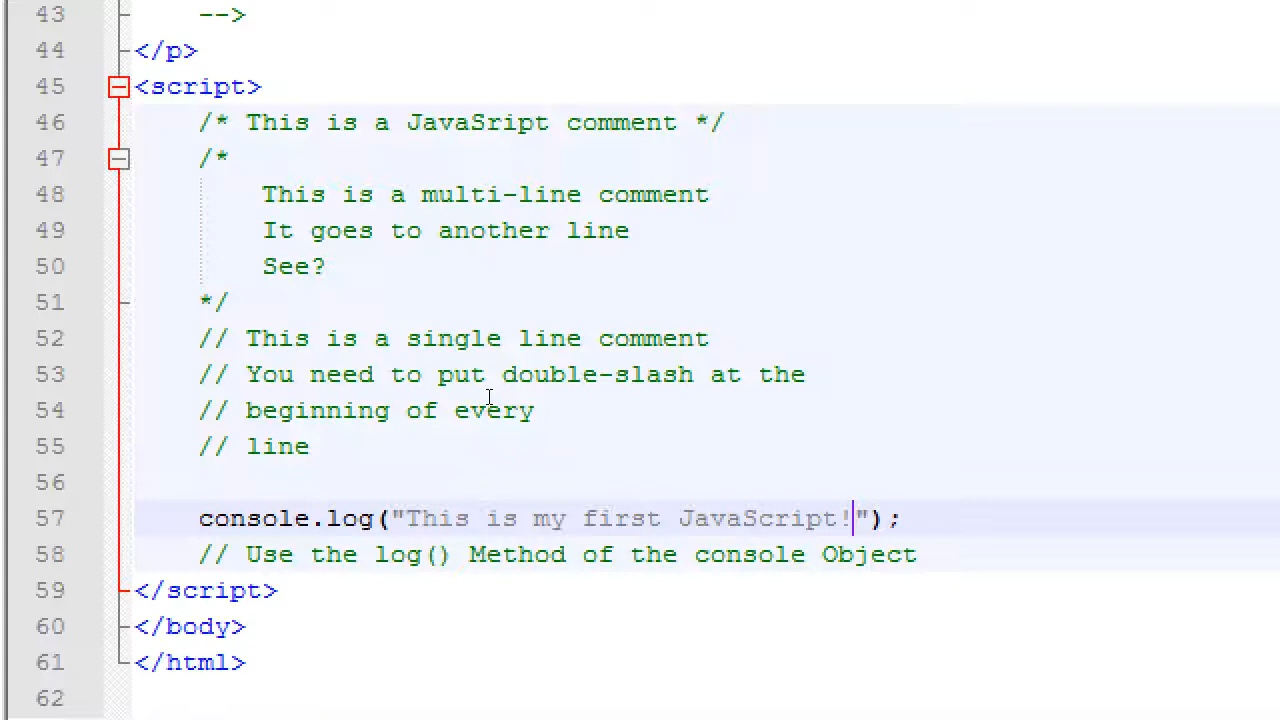 43 -->
44 </p>
45 <script>
46 /* This is a JavaSript comment */
47 /*
48 This is a multi-line comment
49 It goes to another line
50 See?
51 */
52 // This is a single line comment
53 // You need to put double-slash at the
54 // beginning of every
55 // line
56
57 console.log("This is my first JavaScript!");
58 // Use the log() Method of the console Object
59 </script>
60 </body>
61 </html>
62